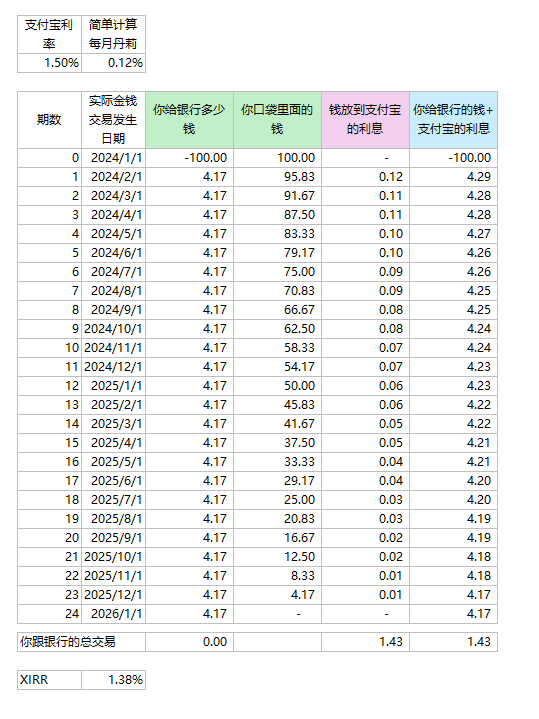 支付宝利率 简单计算每月丹莉
1.50% 0.12%
期数 实际金钱交易发生日期 你给银行多少钱 你口袋里面的钱 钱放到支付宝的利息 你给银行的钱+支付宝的利息
0 2024/1/1 -100.00 100.00 - -100.00
1 2024/2/1 4.17 95.83 0.12 4.29
2 2024/3/1 4.17 91.67 0.11 4.28
3 2024/4/1 4.17 87.50 0.11 4.28
4 2024/5/1 4.17 83.33 0.10 4.27
5 2024/6/1 4.17 79.17 0.10 4.26
6 2024/7/1 4.17 75.00 0.09 4.26
7 2024/8/1 4.17 70.83 0.09 4.25
8 2024/9/1 4.17 66.67 0.08 4.25
9 2024/10/1 4.17 62.50 0.08 4.24
10 2024/11/1 4.17 58.33 0.07 4.24
11 2024/12/1 4.17 54.17 0.07 4.23
12 2025/1/1 4.17 50.00 0.06 4.23
13 2025/2/1 4.17 45.83 0.06 4.22
14 2025/3/1 4.17 41.67 0.05 4.22
15 2025/4/1 4.17 37.50 0.05 4.21
16 2025/5/1 4.17 33.33 0.04 4.21
17 2025/6/1 4.17 29.17 0.04 4.20
18 2025/7/1 4.17 25.00 0.03 4.20
19 2025/8/1 4.17 20.83 0.03 4.19
20 2025/9/1 4.17 16.67 0.02 4.19
21 2025/10/1 4.17 12.50 0.02 4.18
22 2025/11/1 4.17 8.33 0.01 4.18
23 2025/12/1 4.17 4.17 0.01 4.17
24 2026/1/1 4.17 - - 4.17
你跟银行的总交易 0.00 1.43 1.43
XIRR 1.38%